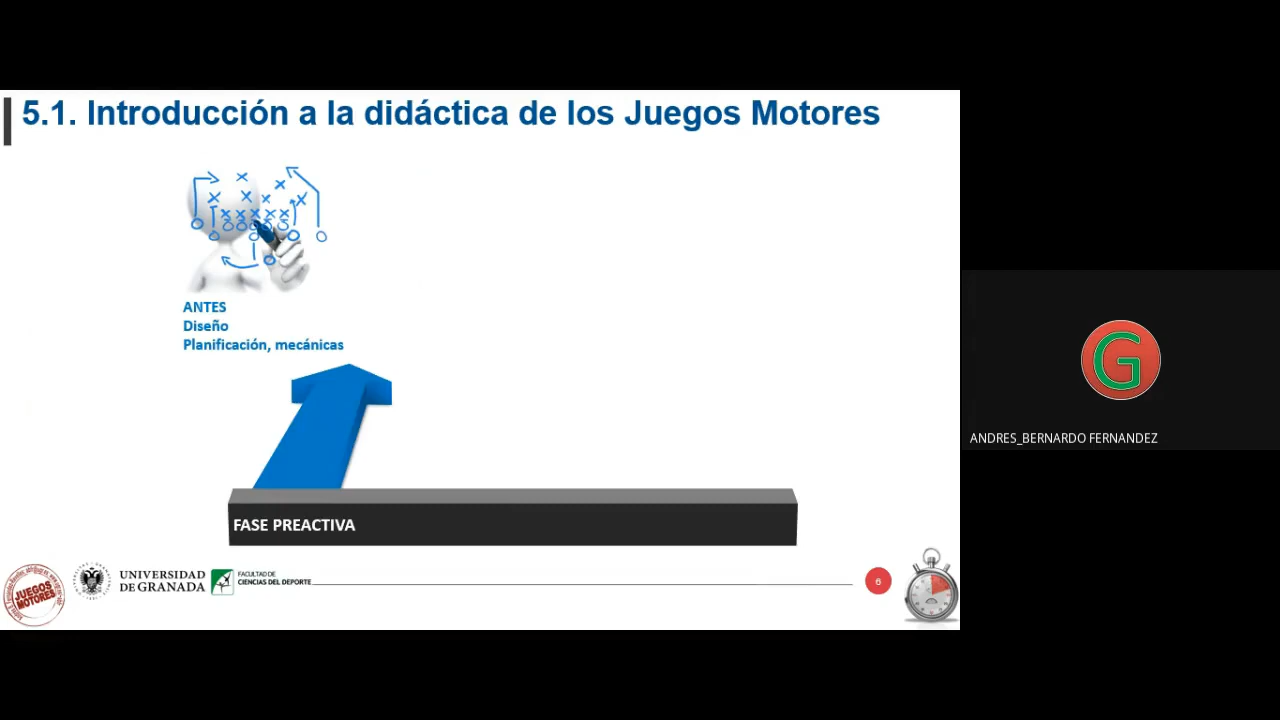 5.1. Introducción a la didáctica de los Juegos Motores
ANTES
Diseño
Planificación, mecánicas
FASE PREACTIVA
JUEGOS
MOTORES
UNIVERSIDAD
DE GRANADA
FACULTAD DE
CIENCIAS DEL DEPORTE
6
G
ANDRES_BERNARDO FERNANDEZ